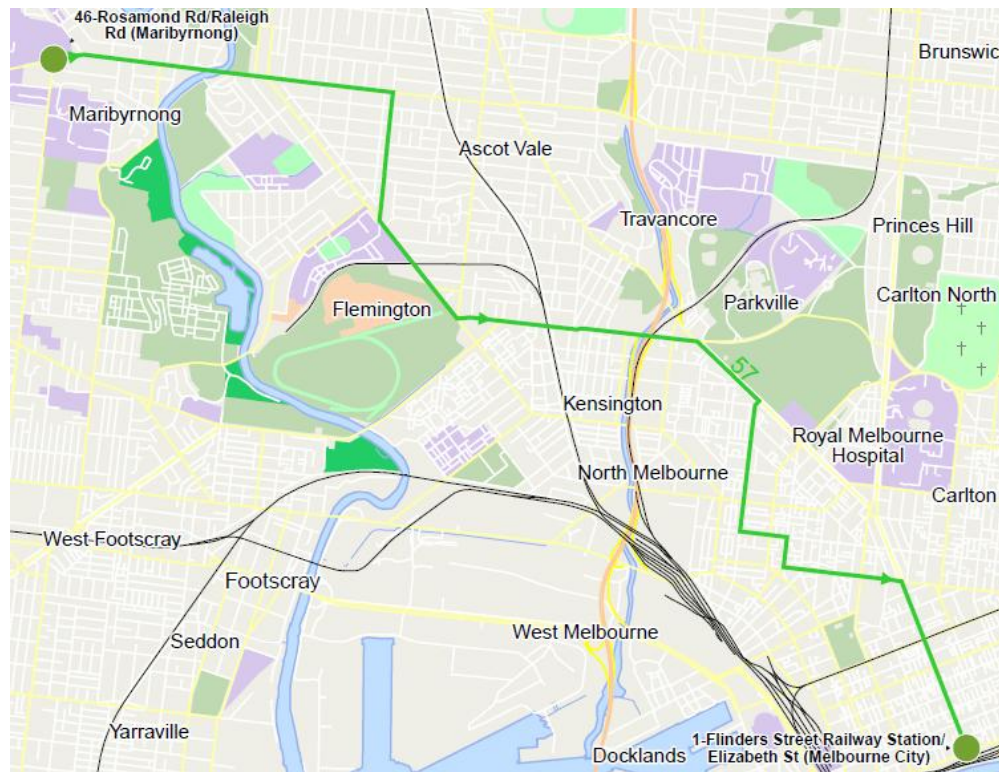 46-Rosamond Rd/Raleigh
Rd (Maribyrnong)
Brunswic
Maribyrnong
Ascot Vale
Travancore
Princes Hill
Parkville
Carlton North
Flemington
57
Kensington
Royal Melbourne
Hospital
North Melbourne
Carlton
West Footscray
Footscray
West Melbourne
Seddon
Yarraville
1-Flinders Street Railway Station/
Elizabeth St (Melbourne City)
Docklands